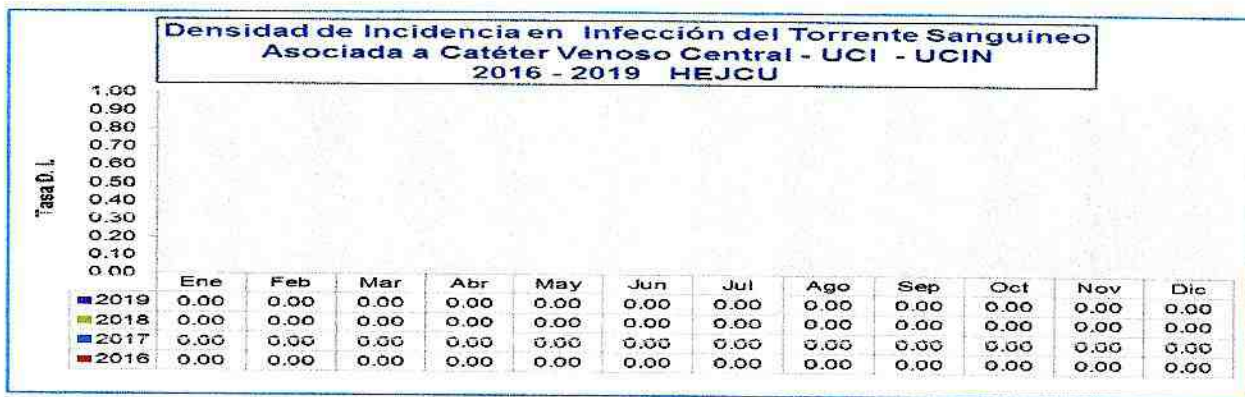 Densidad de Incidencia en Infección del Torrente Sanguíneo
Asociada a Catéter Venoso Central - UCI - UCIN
2016 - 2019 HEJCU
Tasa D. I.
1.00
0.90
0.80
0.70
0.60
0.50
0.40
0.30
0.20
0.10
0.00
Ene Feb Mar Abr May Jun Jul Ago Sep Oct Nov Dic
2019 0.00 0.00 0.00 0.00 0.00 0.00 0.00 0.00 0.00 0.00 0.00 0.00
2018 0.00 0.00 0.00 0.00 0.00 0.00 0.00 0.00 0.00 0.00 0.00 0.00
2017 0.00 0.00 0.00 0.00 0.00 0.00 0.00 0.00 0.00 0.00 0.00 0.00
2016 0.00 0.00 0.00 0.00 0.00 0.00 0.00 0.00 0.00 0.00 0.00 0.00